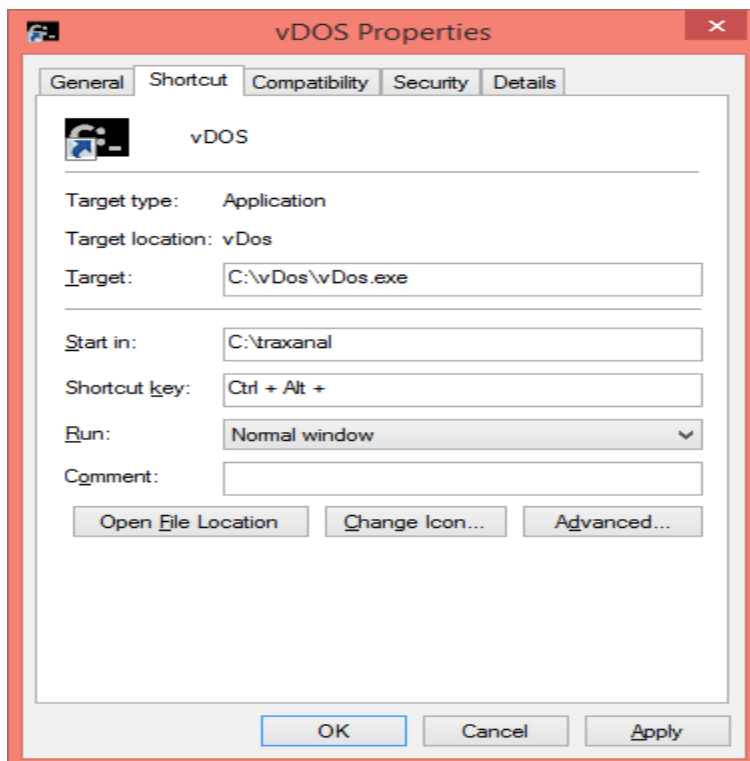 vDOS Properties
General Shortcut Compatibility Security Details
vDOS
Target type: Application
Target location: vDos
Target: C:\vDos\vDos.exe
Start in: C:\traxanal
Shortcut key: Ctrl + Alt +
Run: Normal window
Comment:
Open File Location Change Icon... Advanced...
OK Cancel Apply